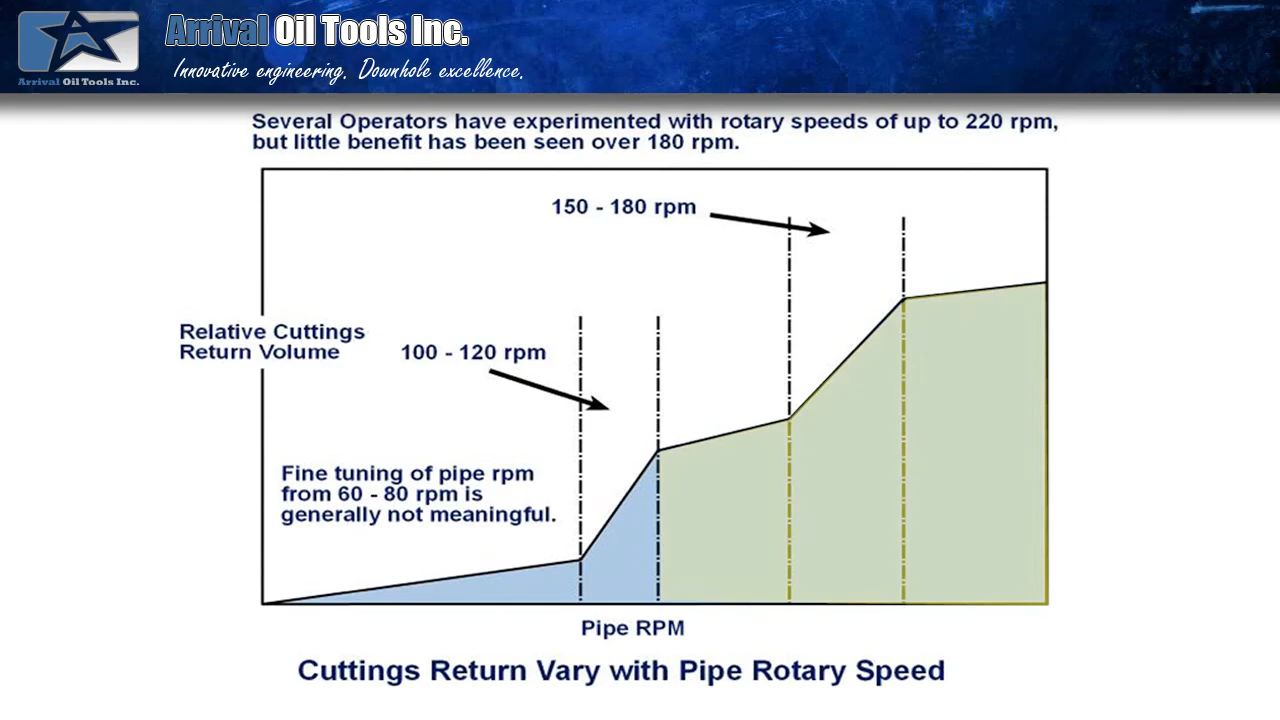 Arrival Oil Tools Inc.
Innovative engineering. Downhole excellence.
Arrival Oil Tools Inc.
Several Operators have experimented with rotary speeds of up to 220 rpm,
but little benefit has been seen over 180 rpm.
150 - 180 rpm
Relative Cuttings
Return Volume
100 - 120 rpm
Fine tuning of pipe rpm
from 60 - 80 rpm is
generally not meaningful.
Pipe RPM
Cuttings Return Vary with Pipe Rotary Speed